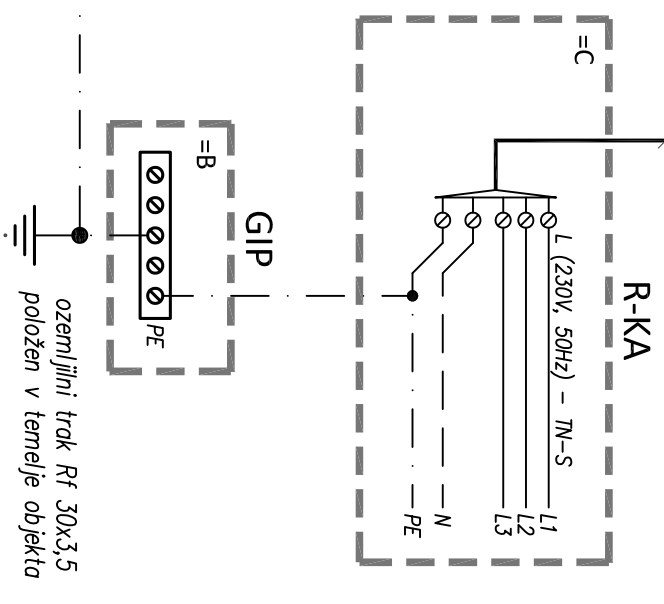 R-KA
=C
L (230V, 50Hz) – TN-S
L1
L2
L3
N
PE
GIP
=B
PE
ozemljilni trak Rf 30x3,5
položen v temelje objekta